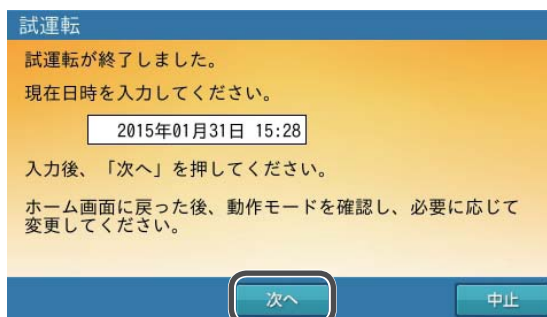 試運転
試運転が終了しました。
現在日時を入力してください。
2015年01月31日 15:28
入力後、「次へ」を押してください。
ホーム画面に戻った後、動作モードを確認し、必要に応じて
変更してください。
次へ
中止